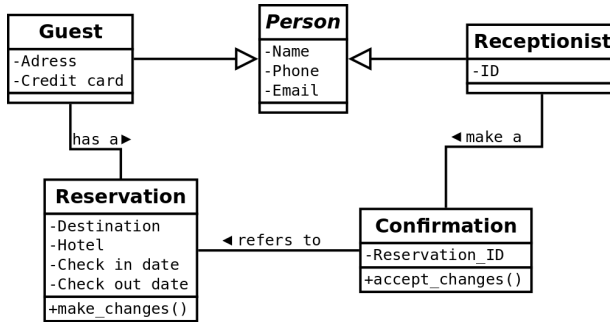 Guest
-Adress
-Credit card
Person
-Name
-Phone
-Email
Receptionist
-ID
has a►
◄make a
Reservation
-Destination
-Hotel
-Check in date
-Check out date
+make_changes()
◄refers to
Confirmation
-Reservation_ID
+accept_changes()